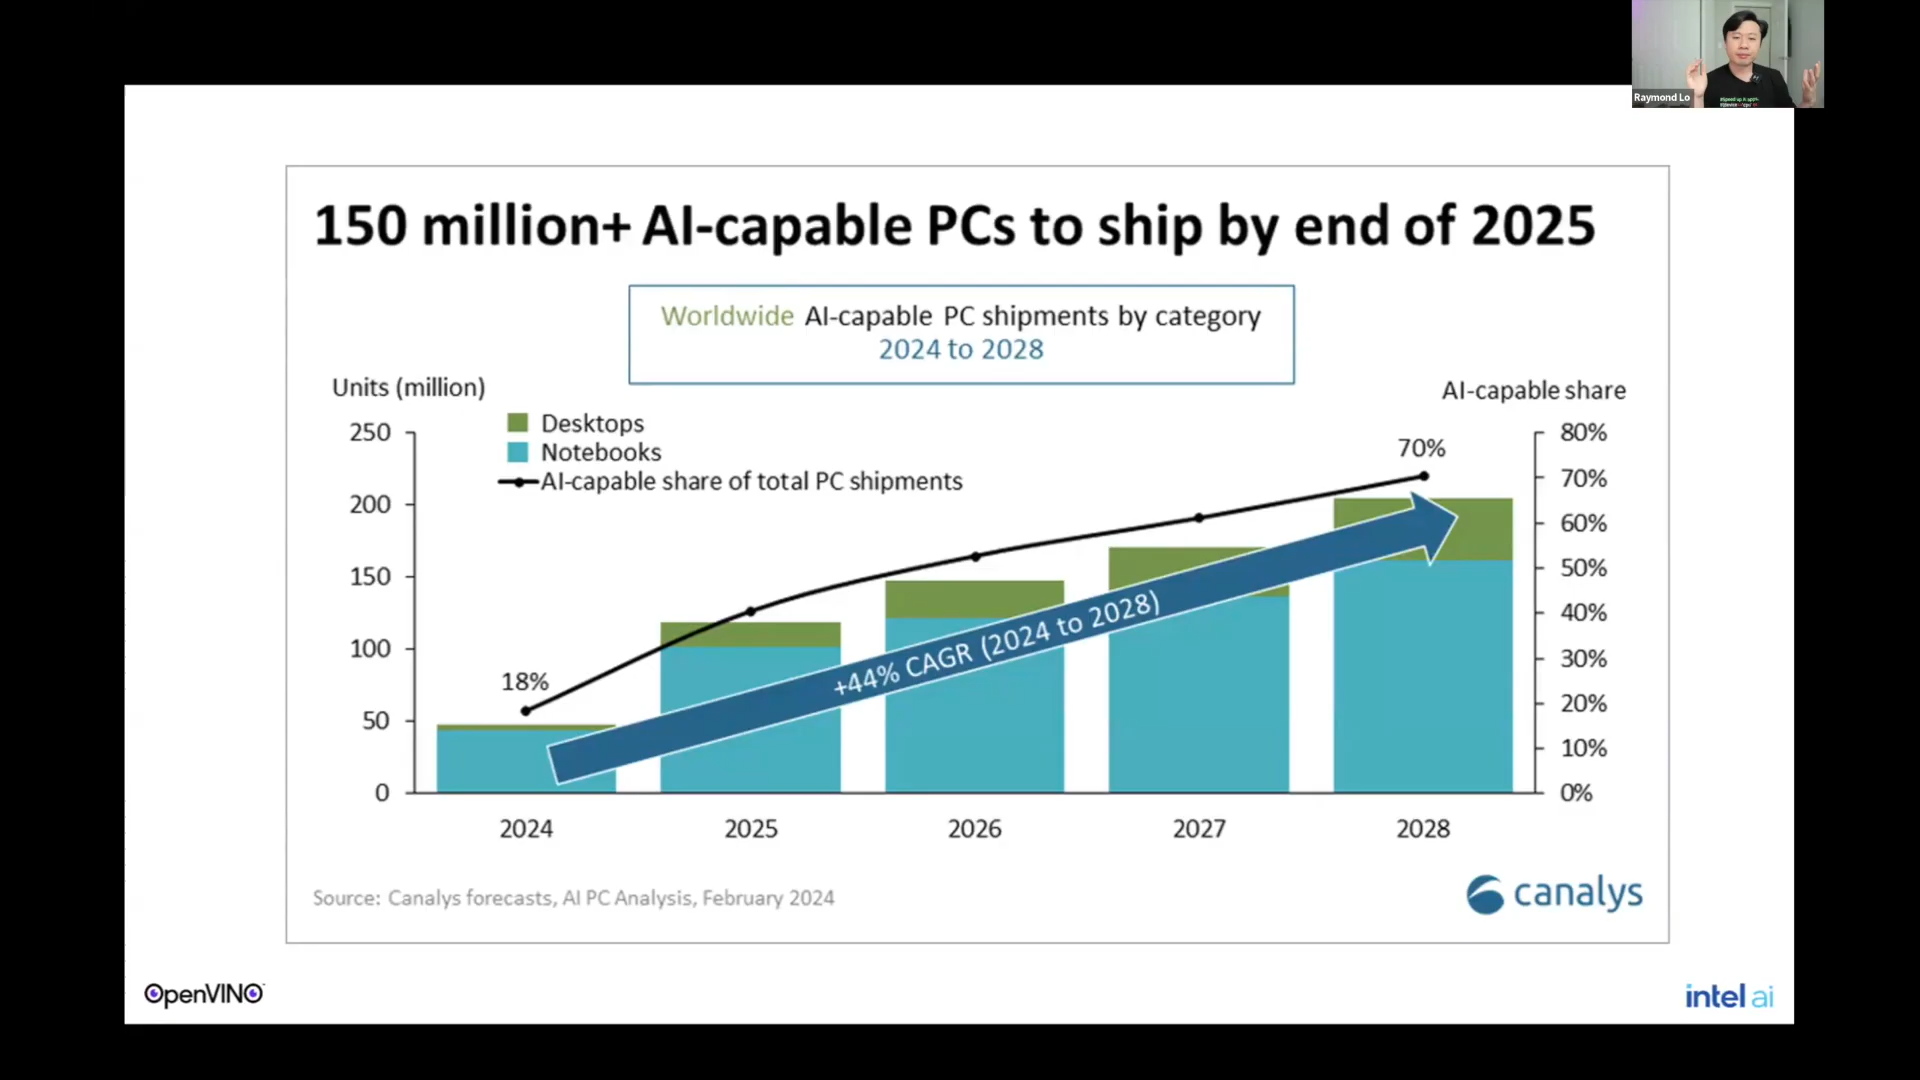 Raymond Lo
150 million+ AI-capable PCs to ship by end of 2025
Worldwide AI-capable PC shipments by category
2024 to 2028
Units (million)
AI-capable share
Desktops
Notebooks
AI-capable share of total PC shipments
250
200
150
100
50
0
80%
70%
60%
50%
40%
30%
20%
10%
0%
18%
70%
+44% CAGR (2024 to 2028)
2024 2025 2026 2027 2028
Source: Canalys forecasts, AI PC Analysis, February 2024
canalys
OpenVINO
intel ai